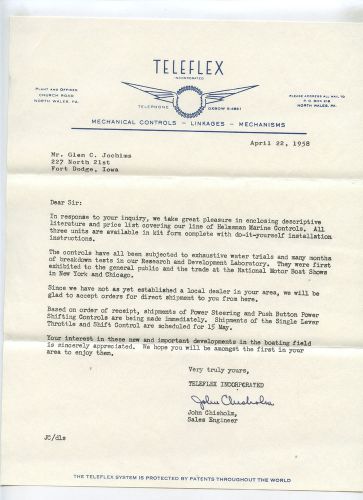 TELEFLEX
INCORPORATED
PLANT AND OFFICES
CHURCH ROAD
NORTH WALES, PA.
PLEASE ADDRESS ALL MAIL TO
P. O. BOX
NORTH WALES, PA.
TELEPHONE OXBOW
MECHANICAL CONTROLS - LINKAGES - MECHANISMS
April 22, 1958
Mr. Glen C. Jochims
227 North 21st
Fort Dodge, Iowa
Dear Sir:
In response to your inquiry, we take great pleasure in enclosing descriptive
literature and price list covering our line of Helmsman Marine Controls. All
three units are available in kit form complete with do-it-yourself installation
instructions.
The controls have all been subjected to exhaustive water trials and many months
of breakdown tests in our Research and Development Laboratory. They were first
exhibited to the general public and the trade at the National Motor Boat Shows
in New York and Chicago.
Since we have not as yet established a local dealer in your area, we will be
glad to accept orders for direct shipment to you from here.
Based on order of receipt, shipments of Power Steering and Push Button Power
Shifting Controls are being made immediately. Shipments of the Single Lever
Throttle and Shift Control are scheduled for 15 May.
Your interest in these new and important developments in the boating field
is sincerely appreciated. We hope you will be amongst the first in your
area to enjoy them.
Very truly yours,
TELEFLEX INCORPORATED
John Chisholm
John Chisholm,
Sales Engineer
JC/dls
THE TELEFLEX SYSTEM IS PROTECTED BY PATENTS THROUGHOUT THE WORLD